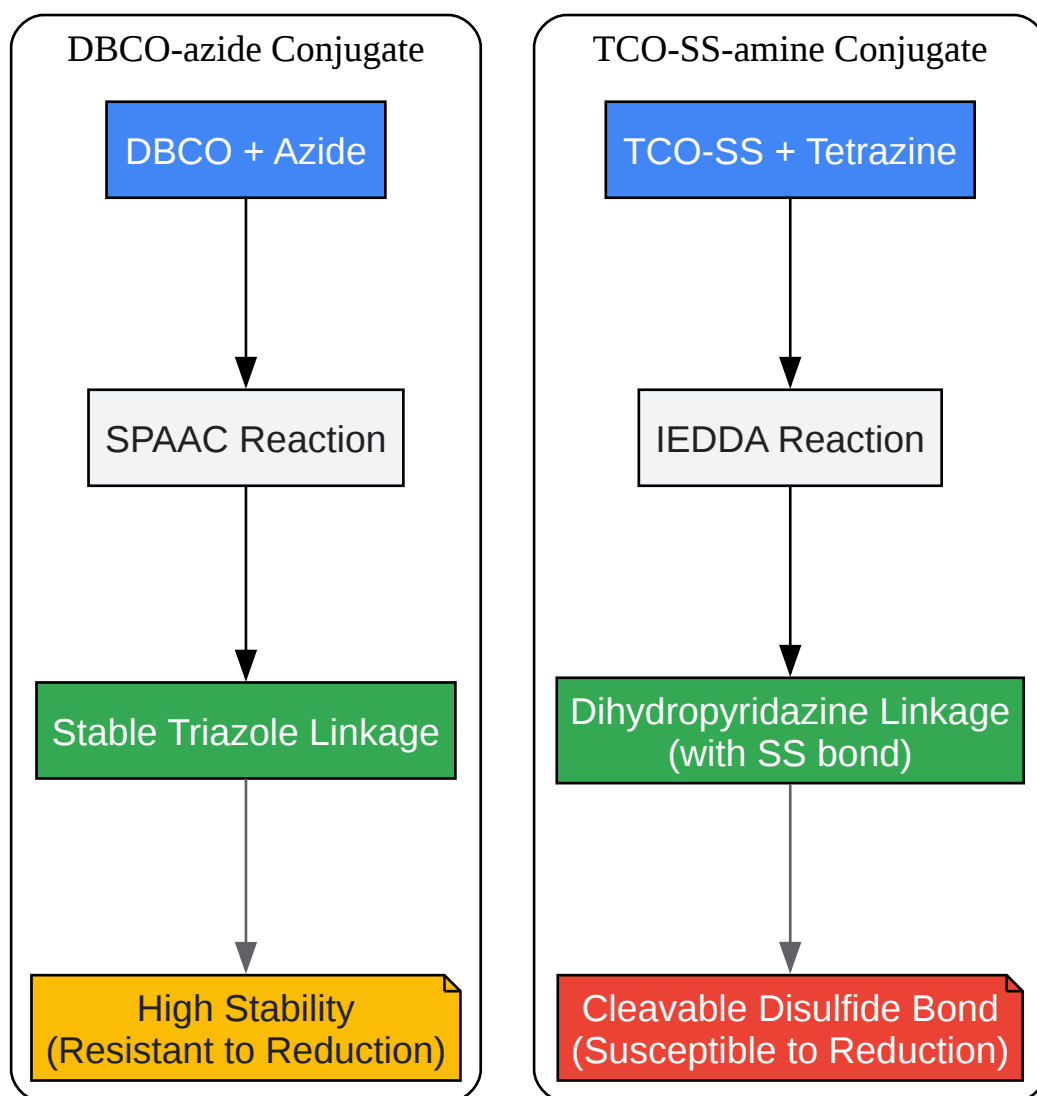 DBCO-azide Conjugate
DBCO + Azide
SPAAC Reaction
Stable Triazole Linkage
High Stability
(Resistant to Reduction)
TCO-SS-amine Conjugate
TCO-SS + Tetrazine
IEDDA Reaction
Dihydropyridazine Linkage
(with SS bond)
Cleavable Disulfide Bond
(Susceptible to Reduction)